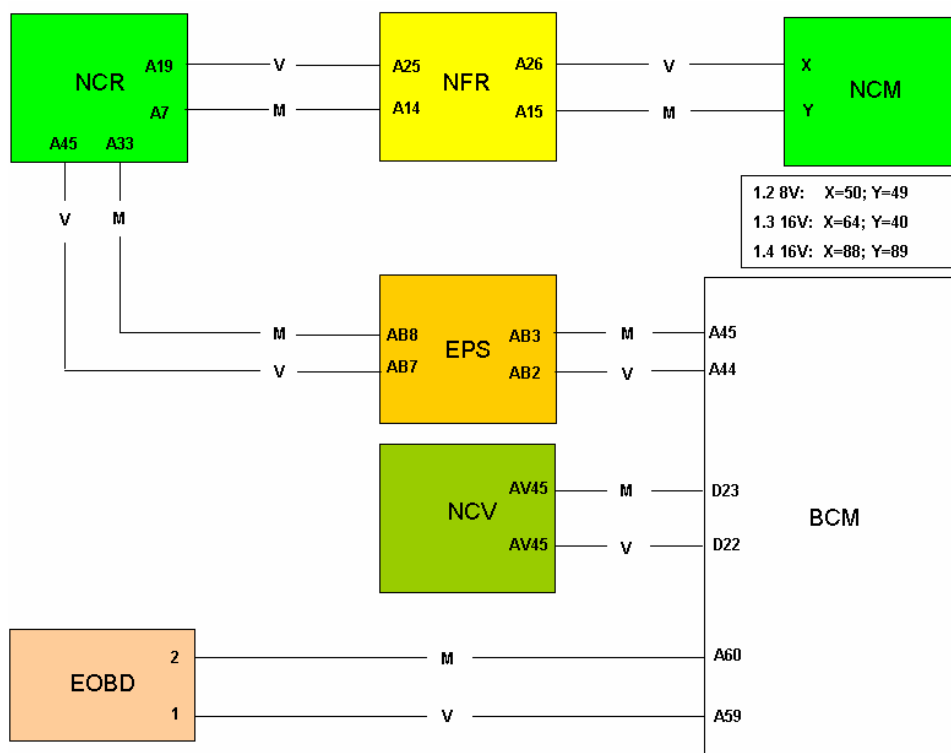 A19 V A25 A26 V X
NCR NFR NCM
A7 M A14 A15 M Y
A45 A33
1.2 8V: X=50; Y=49
V M
1.3 16V: X=64; Y=40
1.4 16V: X=88; Y=89
M AB8 AB3 M A45
EPS
V AB7 AB2 V A44
AV45 M D23
NCV BCM
AV45 V D22
2 M A60
EOBD
1 V A59